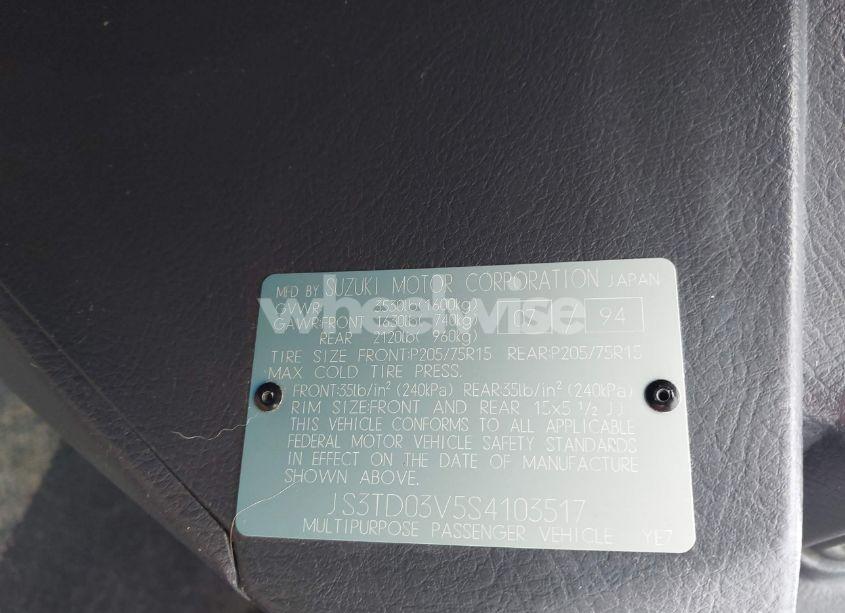 MFD BY SUZUKI MOTOR CORPORATION JAPAN
GVWR 3530lb(1600kg) 07 / 94
GAWR:FRONT 1630lb( 740kg)
REAR 2120lb( 960kg)
wheelwise
TIRE SIZE FRONT:P205/75R15 REAR:P205/75R15
MAX COLD TIRE PRESS.
FRONT:35lb/in² (240kPa) REAR:35lb/in² (240kPa)
RIM SIZE:FRONT AND REAR 15x5 1/2 JJ
THIS VEHICLE CONFORMS TO ALL APPLICABLE
FEDERAL MOTOR VEHICLE SAFETY STANDARDS
IN EFFECT ON THE DATE OF MANUFACTURE
SHOWN ABOVE.
JS3TD03V5S4103517
MULTIPURPOSE PASSENGER VEHICLE YE7